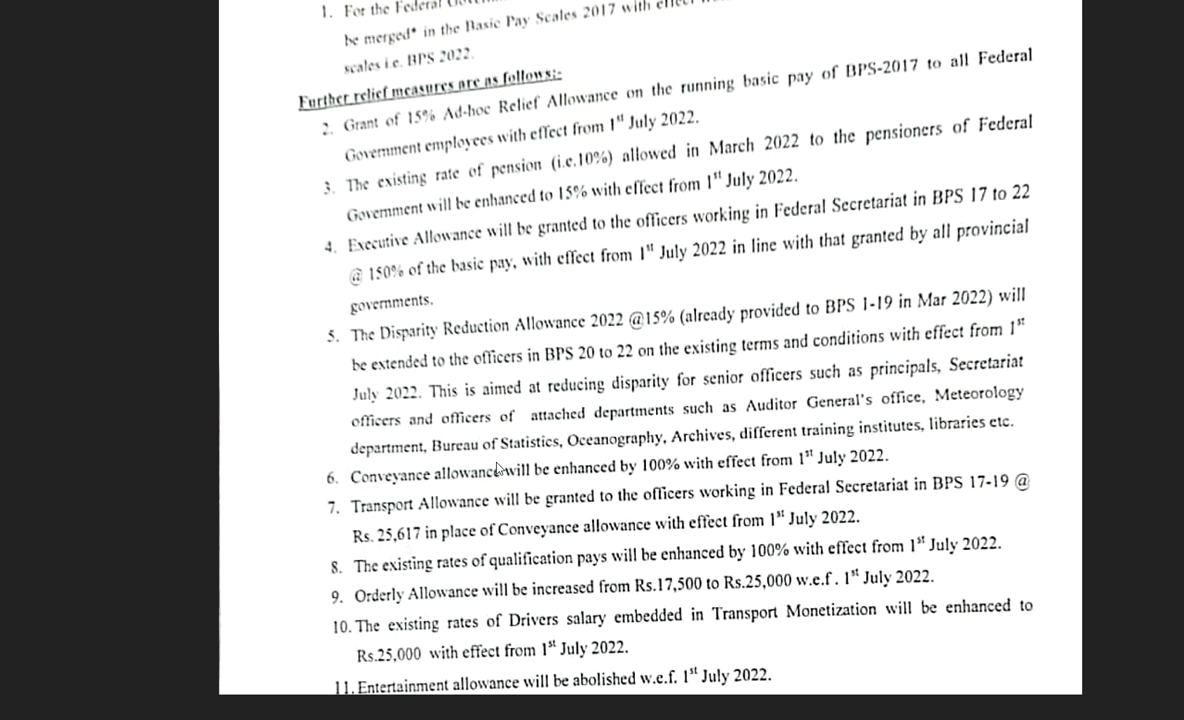 1. For the Federal
be merged* in the Basic Pay Scales 2017 with effect
scales i.e. BPS 2022.
Further relief measures are as follows:-
2. Grant of 15% Ad-hoc Relief Allowance on the running basic pay of BPS-2017 to all Federal
Government employees with effect from 1st July 2022.
3. The existing rate of pension (i.e.10%) allowed in March 2022 to the pensioners of Federal
Government will be enhanced to 15% with effect from 1st July 2022.
4. Executive Allowance will be granted to the officers working in Federal Secretariat in BPS 17 to 22
@ 150% of the basic pay, with effect from 1st July 2022 in line with that granted by all provincial
governments.
5. The Disparity Reduction Allowance 2022 @15% (already provided to BPS 1-19 in Mar 2022) will
be extended to the officers in BPS 20 to 22 on the existing terms and conditions with effect from 1st
July 2022. This is aimed at reducing disparity for senior officers such as principals, Secretariat
officers and officers of attached departments such as Auditor General's office, Meteorology
department, Bureau of Statistics, Oceanography, Archives, different training institutes, libraries etc.
6. Conveyance allowance will be enhanced by 100% with effect from 1st July 2022.
7. Transport Allowance will be granted to the officers working in Federal Secretariat in BPS 17-19 @
Rs. 25,617 in place of Conveyance allowance with effect from 1st July 2022.
8. The existing rates of qualification pays will be enhanced by 100% with effect from 1st July 2022.
9. Orderly Allowance will be increased from Rs.17,500 to Rs.25,000 w.e.f. 1st July 2022.
10. The existing rates of Drivers salary embedded in Transport Monetization will be enhanced to
Rs.25,000 with effect from 1st July 2022.
11. Entertainment allowance will be abolished w.e.f. 1st July 2022.